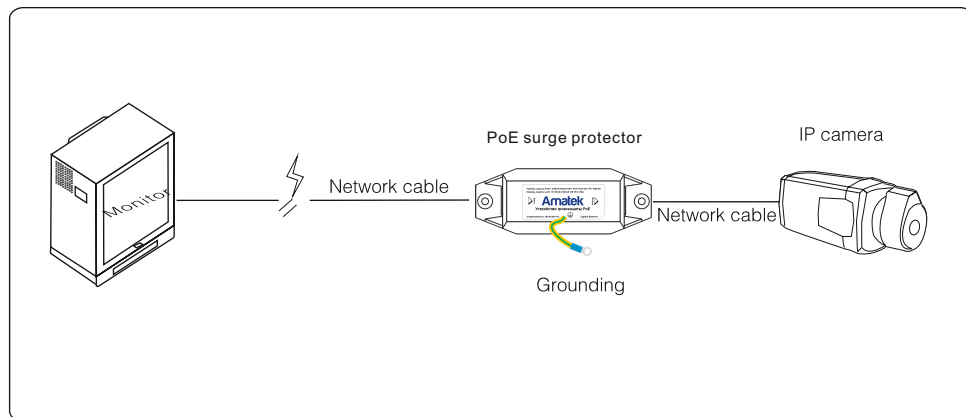 PoE surge protector
IP camera
Monitor
Network cable
Amatek
Устройство грозозащиты PoE
Network cable
Grounding